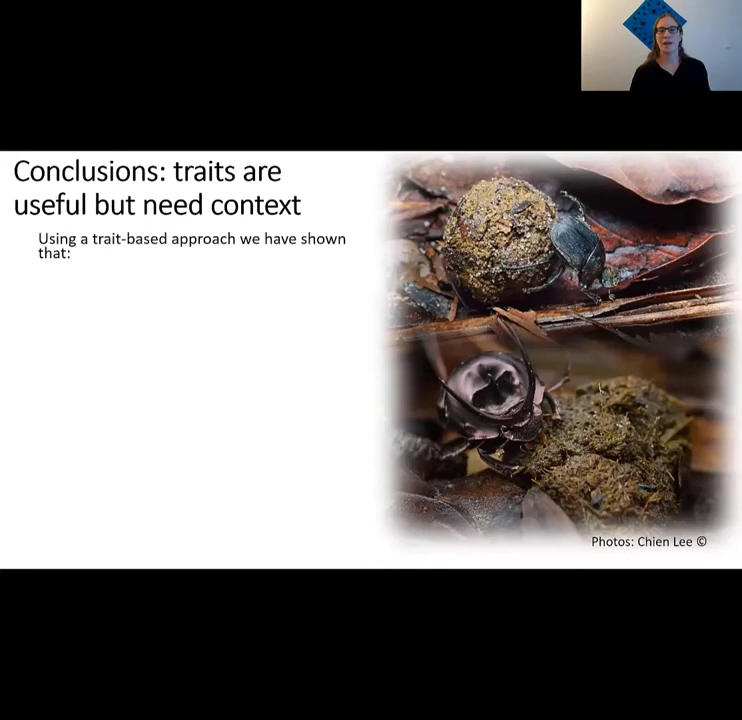 Conclusions: traits are
useful but need context
Using a trait-based approach we have shown
that:
Photos: Chien Lee ©